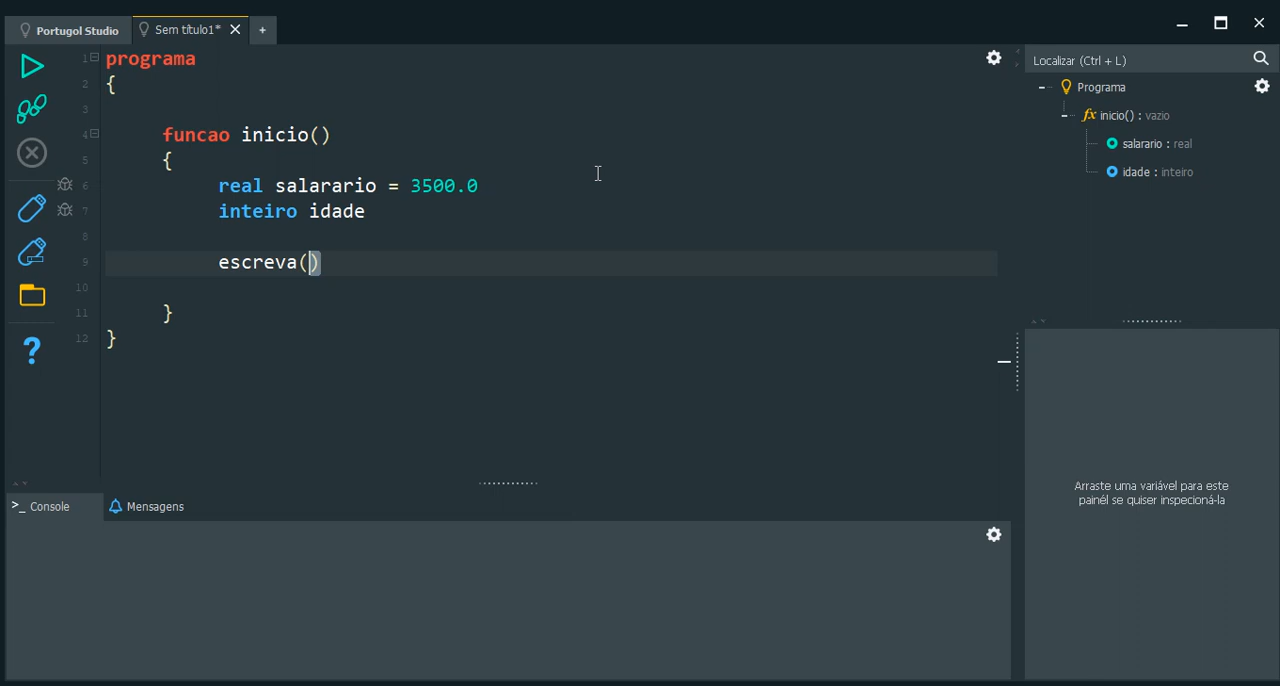 Portugol Studio
Sem título1*
+
1 programa
2 {
3
4 funcao inicio()
5 {
6 real salarario = 3500.0
7 inteiro idade
8
9 escreva()
10
11 }
12 }
?
>_ Console
Mensagens
Localizar (Ctrl + L)
Programa
fx inicio() : vazio
salarario : real
idade : inteiro
Arraste uma variável para este
painél se quiser inspecioná-la